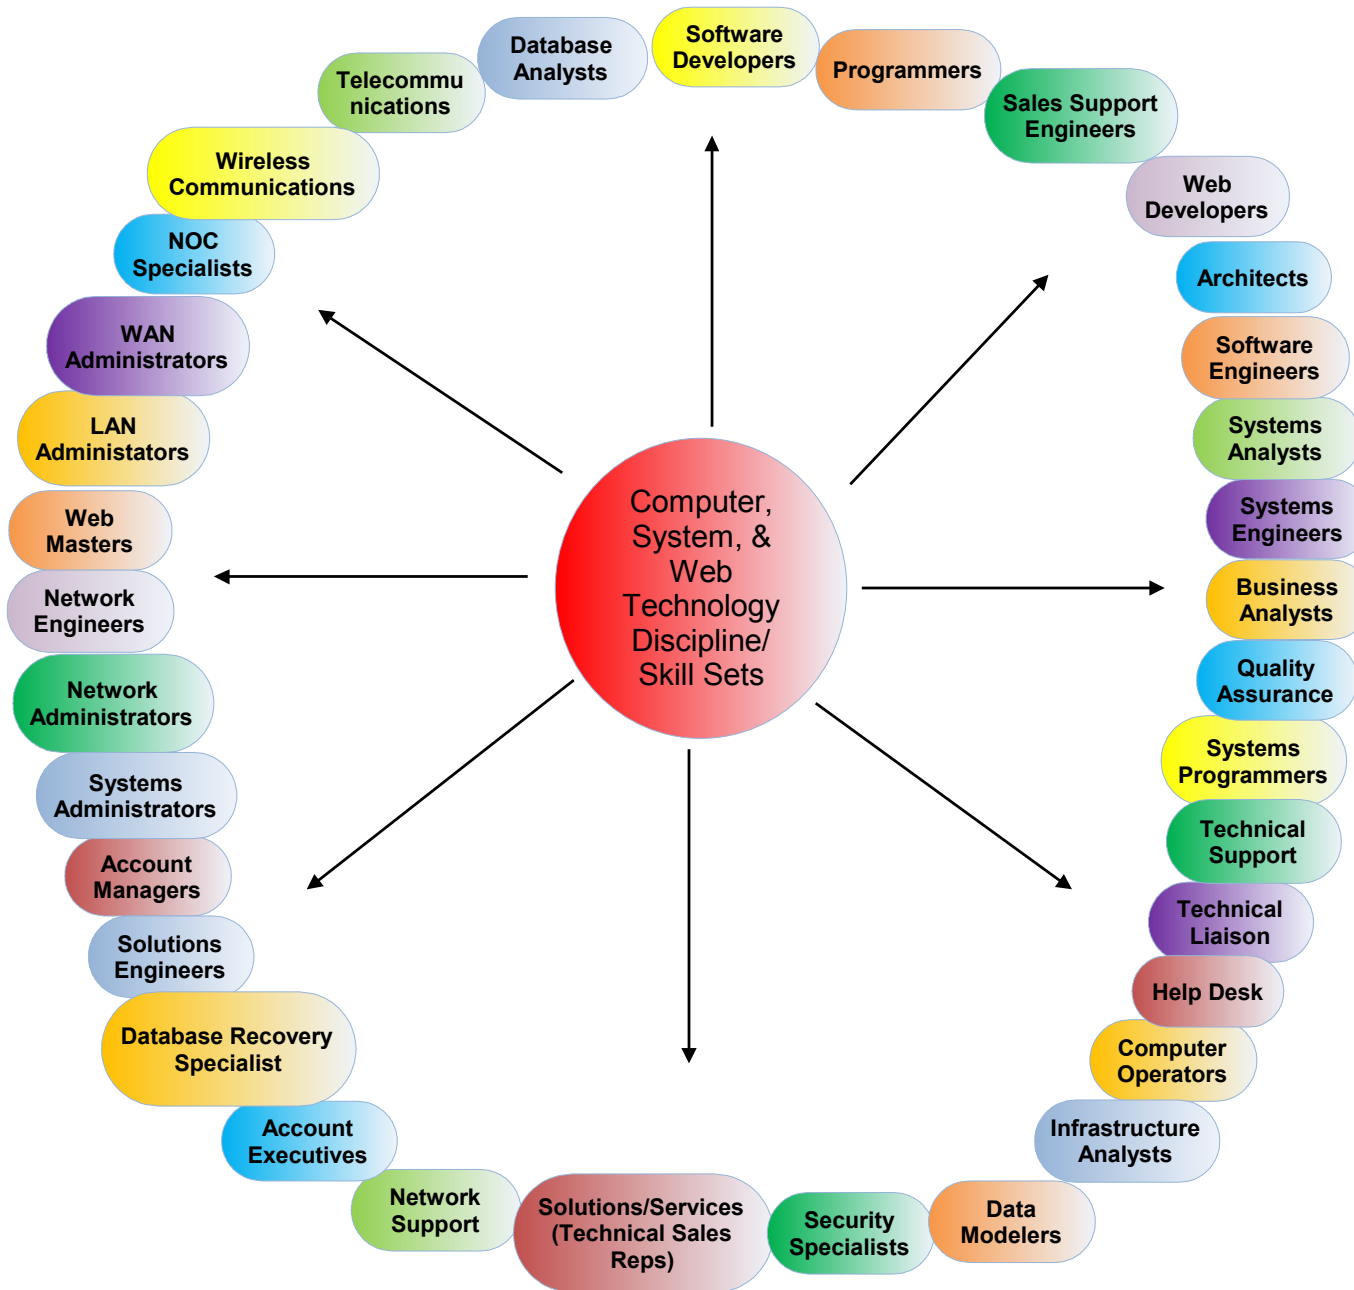 Software
Developers
Programmers
Sales Support
Engineers
Web
Developers
Architects
Software
Engineers
Systems
Analysts
Systems
Engineers
Business
Analysts
Quality
Assurance
Systems
Programmers
Technical
Support
Technical
Liaison
Help Desk
Computer
Operators
Infrastructure
Analysts
Data
Modelers
Security
Specialists
Solutions/Services
(Technical Sales
Reps)
Network
Support
Account
Executives
Database Recovery
Specialist
Solutions
Engineers
Account
Managers
Systems
Administrators
Network
Administrators
Network
Engineers
Web
Masters
LAN
Administators
WAN
Administrators
NOC
Specialists
Wireless
Communications
Telecommu
nications
Database
Analysts
Computer,
System, &
Web
Technology
Discipline/
Skill Sets